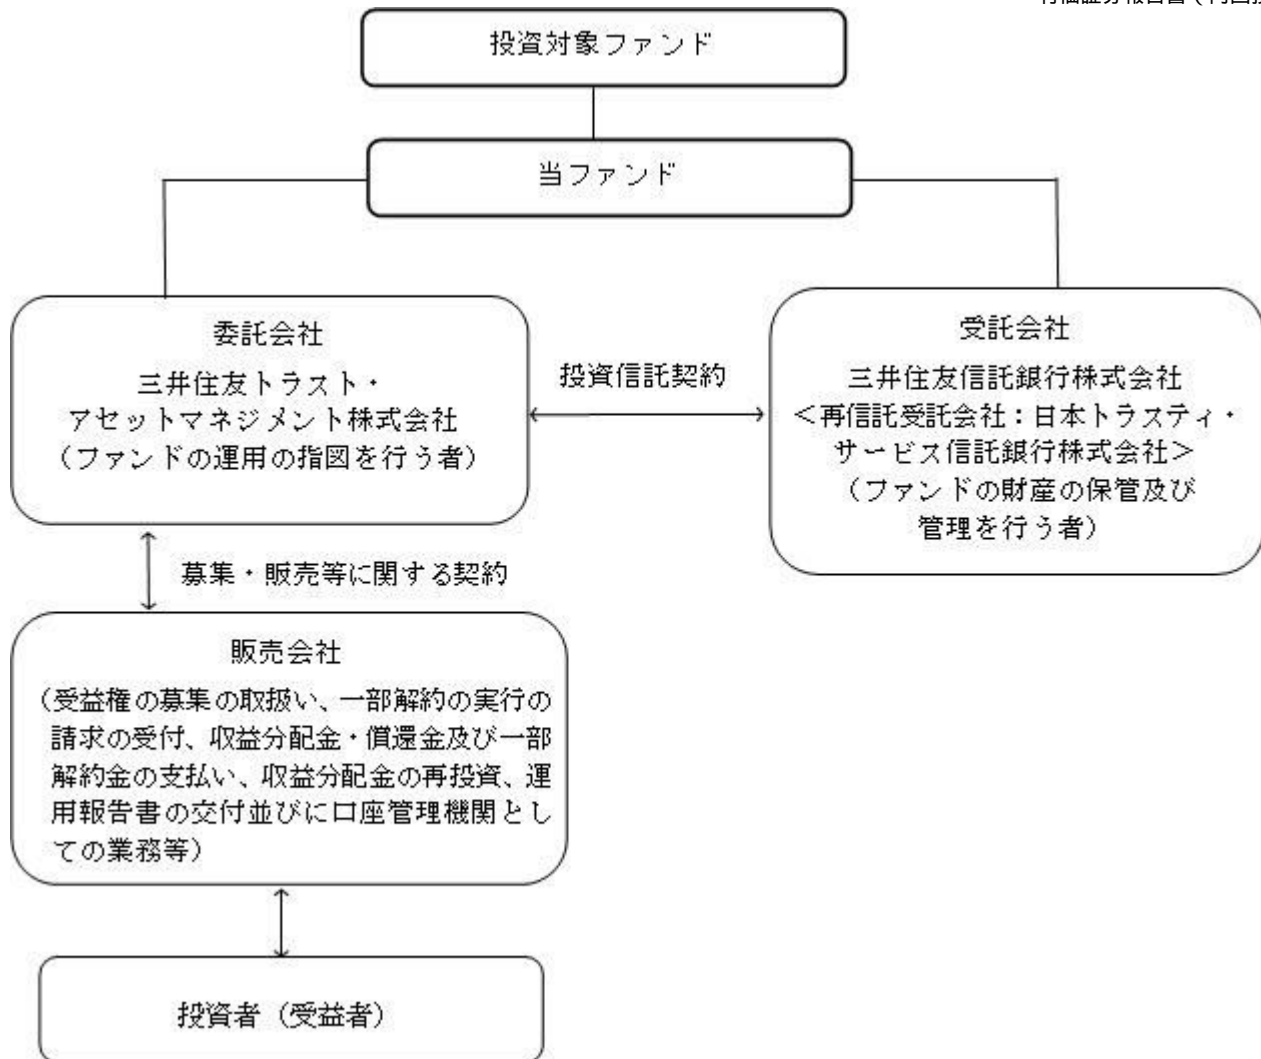 投資対象ファンド
当ファンド
委託会社
三井住友トラスト・
アセットマネジメント株式会社
（ファンドの運用の指図を行う者）
投資信託契約
受託会社
三井住友信託銀行株式会社
＜再信託受託会社：日本トラスティ・
サービス信託銀行株式会社＞
（ファンドの財産の保管及び
管理を行う者）
募集・販売等に関する契約
販売会社
（受益権の募集の取扱い、一部解約の実行の
請求の受付、収益分配金・償還金及び一部
解約金の支払い、収益分配金の再投資、運
用報告書の交付並びに口座管理機関とし
ての業務等）
投資者（受益者）